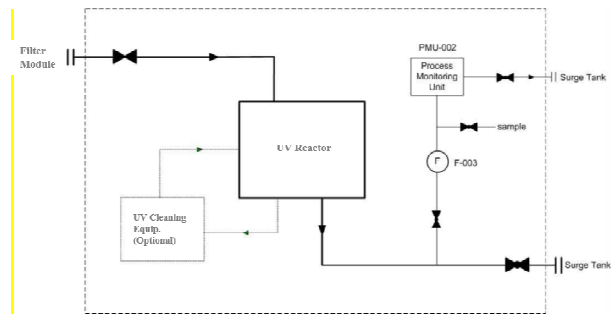 Filter
Module
PMU-002
Process
Monitoring
Unit
Surge Tank
sample
F
F-003
UV Reactor
UV Cleaning
Equip.
(Optional)
Surge Tank